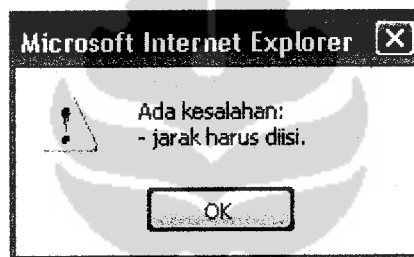 Microsoft Internet Explorer
Ada kesalahan:
- jarak harus diisi.
OK